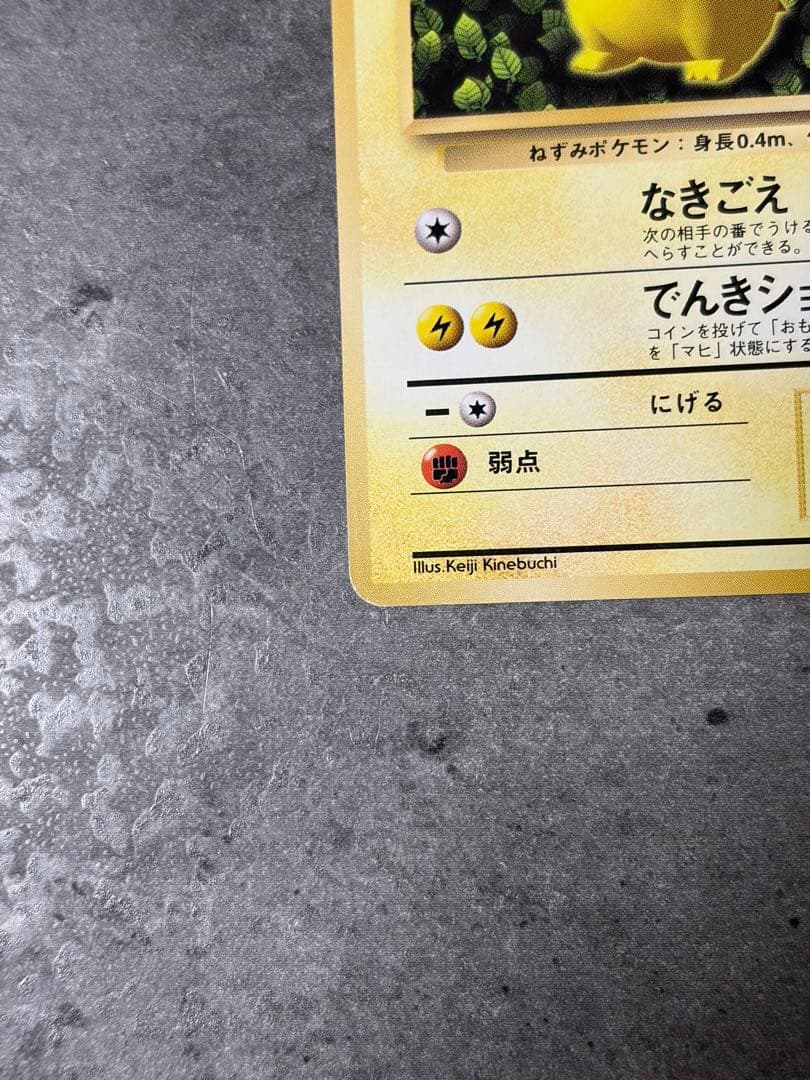 ねずみポケモン：身長0.4m、
なきごえ
次の相手の番でうける
へらすことができる。
でんきショ
コインを投げて「おも
を「マヒ」状態にする
にげる
弱点
Illus.Keiji Kinebuchi